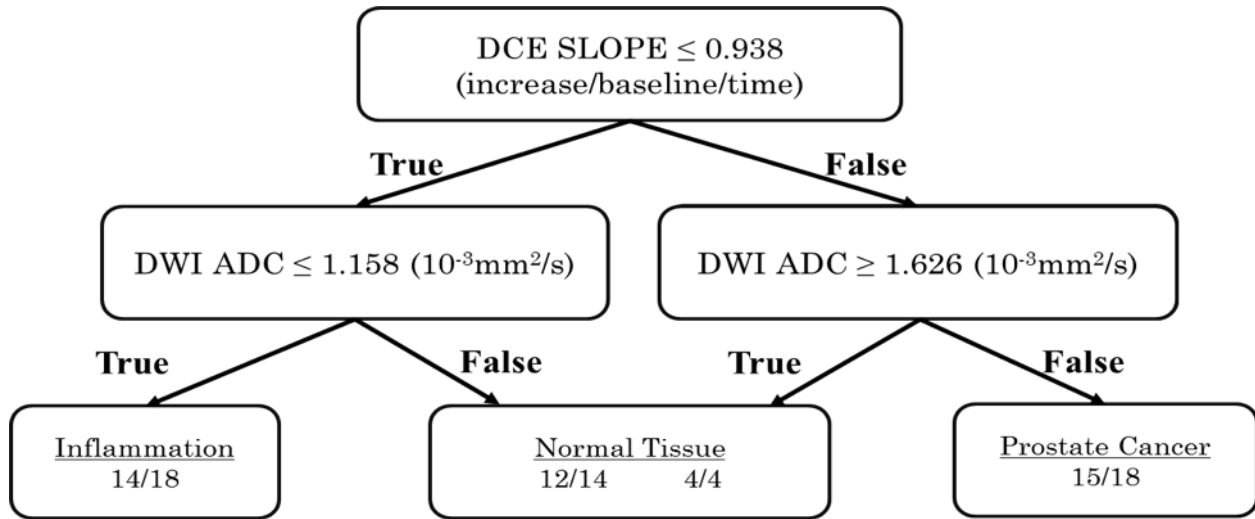 DCE SLOPE ≤ 0.938
(increase/baseline/time)
True
False
DWI ADC ≤ 1.158 (10⁻³mm²/s)
DWI ADC ≥ 1.626 (10⁻³mm²/s)
True
False
True
False
Inflammation
14/18
Normal Tissue
12/14 4/4
Prostate Cancer
15/18